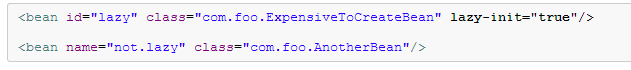 <bean id="lazy" class="com.foo.ExpensiveToCreateBean" lazy-init="true"/>
<bean name="not.lazy" class="com.foo.AnotherBean"/>